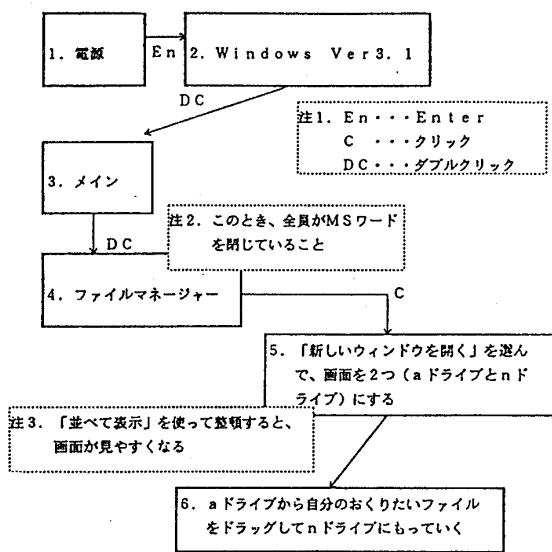 1．電源
En
2．Windows　Ver3．1
DC
注1．En・・・Enter
C　・・・クリック
DC・・・ダブルクリック
3．メイン
DC
注2．このとき、全員がMSワード
を閉じていること
4．ファイルマネージャー
C
5．「新しいウィンドウを開く」を選ん
で、画面を2つ（aドライブとnド
ライブ）にする
注3．「並べて表示」を使って整頓すると、
画面が見やすくなる
6．aドライブから自分のおくりたいファイル
をドラッグしてnドライブにもっていく